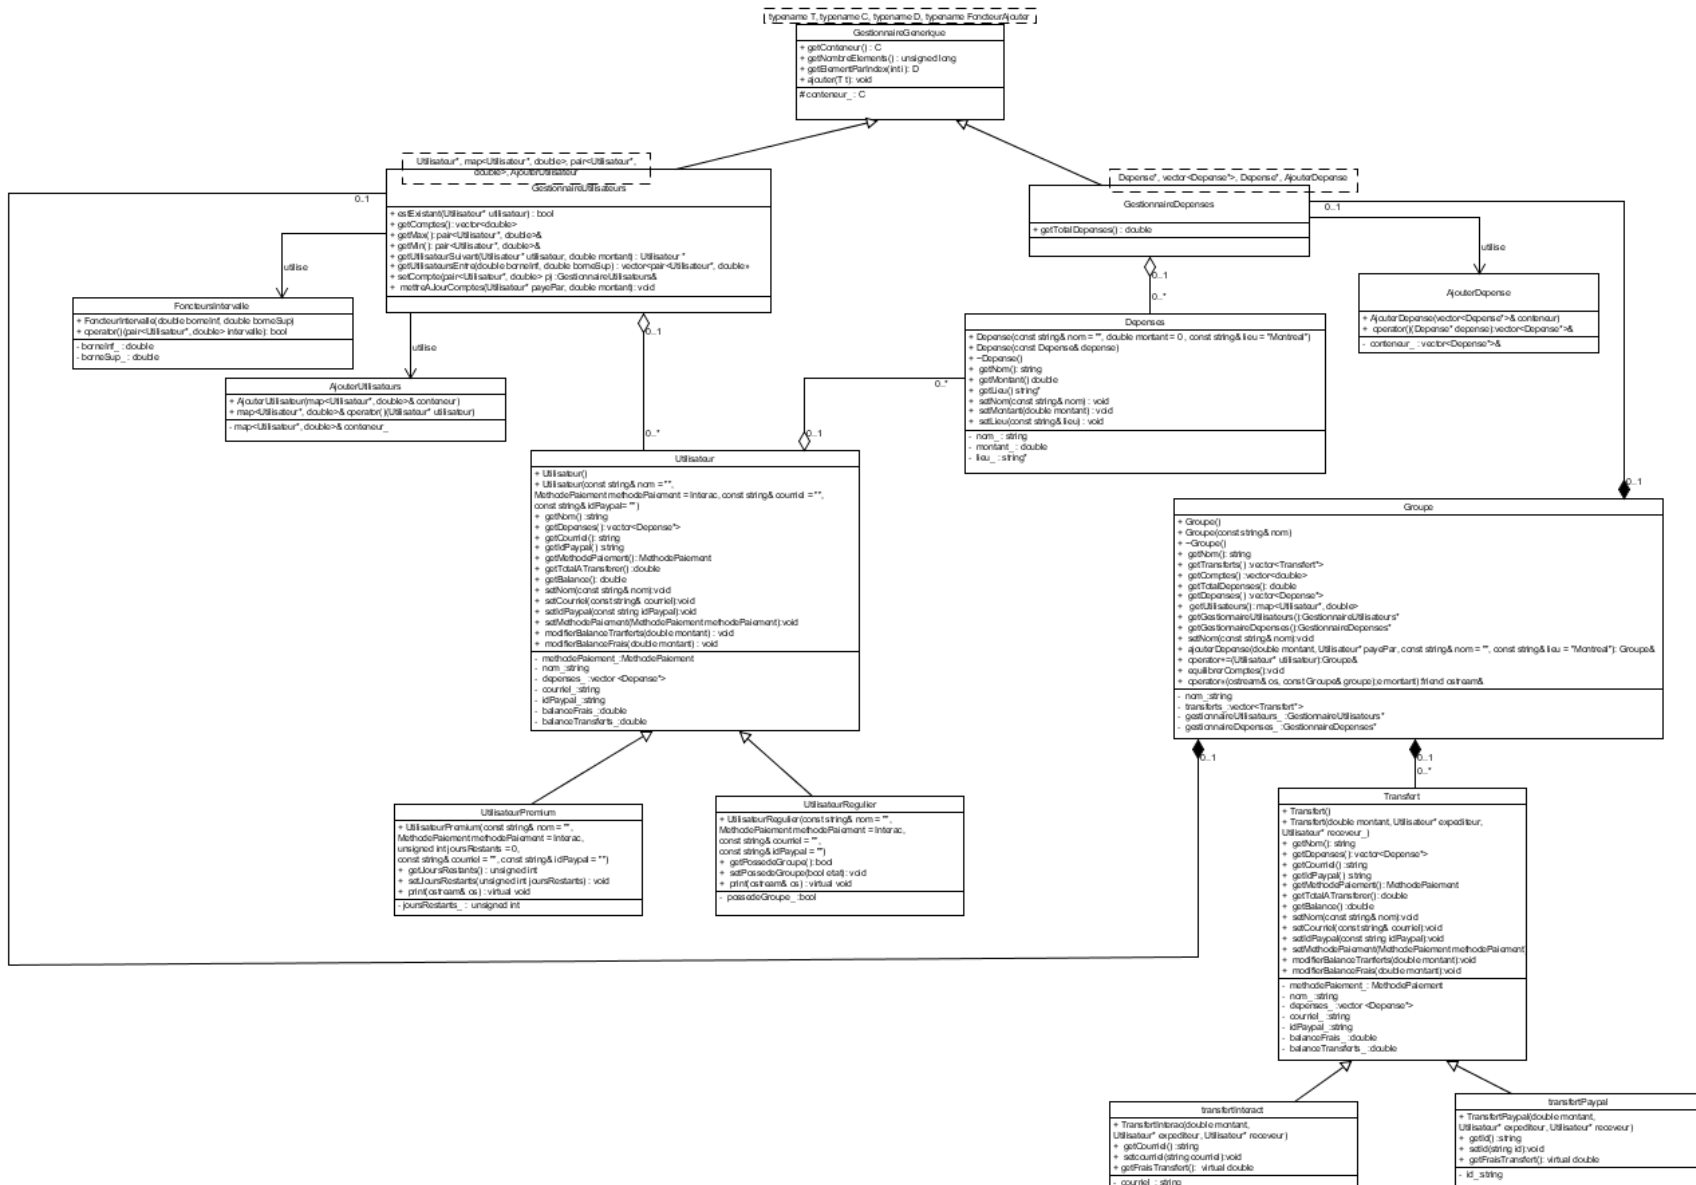 typename T, typename C, typename D, typename FoncteurAjouter
GestionnaireGenerique
+ getConteneur() : C
+ getNombreElements() : unsigned long
+ getElementParIndex(int i) : D
+ ajouter(T t): void
# conteneur_ : C
Utilisateur*, map<Utilisateur*, double>, pair<Utilisateur*,
double>, AjouterUtilisateur
GestionnaireUtilisateurs
+ estExistant(Utilisateur* utilisateur) : bool
+ getComptes() : vector<double>
+ getMax() : pair<Utilisateur*, double>&
+ getMin() : pair<Utilisateur*, double>&
+ getUtilisateurSuivant(Utilisateur* utilisateur, double montant) : Utilisateur*
+ getUtilisateursEntre(double borneInf, double borneSup) : vector<pair<Utilisateur*, double»
+ setCompte(pair<Utilisateur*, double> p) :GestionnaireUtilisateurs&
+ mettreAJourComptes(Utilisateur* payePar, double montant): void
0..1
Depense*, vector<Depense*>, Depense*, AjouterDepense
GestionnaireDepenses
+ getTotalDepenses() : double
0..1
utilise
utilise
utilise
FoncteursIntervalle
+ FoncteurIntervalle(double borneInf, double borneSup)
+ operator()(pair<Utilisateur*, double> intervalle): bool
- borneInf_ : double
- borneSup_ : double
AjouterUtilisateurs
+ AjouterUtilisateur(map<Utilisateur*, double>& conteneur)
+ map<Utilisateur*, double>& operator()(Utilisateur* utilisateur)
- map<Utilisateur*, double>& conteneur_
0..1
0..*
0..1
0..*
AjouterDepense
+ AjouterDepense(vector<Depense*>& conteneur)
+ operator()(Depense* depense):vector<Depense*>&
- conteneur_ : vector<Depense*>&
Depenses
+ Depense(const string& nom = "", double montant = 0 , const string& lieu = "Montreal")
+ Depense(const Depense& depense)
+ ~Depense()
+ getNom(): string
+ getMontant() double
+ getLieu() string*
+ setNom(const string& nom) : void
+ setMontant(double montant) : void
+ setLieu(const string& lieu) : void
- nom_ : string
- montant_ : double
- lieu_ : string*
0..*
0..1
Utilisateur
+ Utilisateur()
+ Utilisateur(const string& nom = "",
MethodePaiement methodePaiement = Interac, const string& courriel = "",
const string& idPaypal= "")
+ getNom() :string
+ getDepenses(): vector<Depense*>
+ getCourriel(): string
+ getIdPaypal() :string
+ getMethodePaiement(): MethodePaiement
+ getTotalATransferer() :double
+ getBalance(): double
+ setNom(const string& nom):void
+ setCourriel(const string& courriel):void
+ setIdPaypal(const string idPaypal):void
+ setMethodePaiement(MethodePaiement methodePaiement):void
+ modifierBalanceTranferts(double montant) : void
+ modifierBalanceFrais(double montant) : void
- methodePaiement_:MethodePaiement
- nom_:string
- depenses_ :vector <Depense*>
- courriel_:string
- idPaypal_:string
- balanceFrais_:double
- balanceTransferts_:double
0..1
Groupe
+ Groupe()
+ Groupe(const string& nom)
+ ~Groupe()
+ getNom(): string
+ getTransferts() :vector<Transfert*>
+ getComptes() :vector<double>
+ getTotalDepenses(): double
+ getDepenses() :vector<Depense*>
+ getUtilisateurs(): map<Utilisateur*, double>
+ getGestionnaireUtilisateurs():GestionnaireUtilisateurs*
+ getGestionnaireDepenses():GestionnaireDepenses*
+ setNom(const string& nom):void
+ ajouterDepense(double montant, Utilisateur* payePar, const string& nom = "", const string& lieu = "Montreal"): Groupe&
+ operator+=(Utilisateur* utilisateur):Groupe&
+ equilibrerComptes():void
+ operator«(ostream& os, const Groupe& groupe);e montant):friend ostream&
- nom_:string
- transferts_:vector<Transfert*>
- gestionnaireUtilisateurs_ :GestionnaireUtilisateurs*
- gestionnaireDepenses_ :GestionnaireDepenses*
0..1
0..1
0..*
UtilisateurPremium
+ UtilisateurPremium(const string& nom = "",
MethodePaiement methodePaiement = Interac,
unsigned int joursRestants = 0,
const string& courriel = "", const string& idPaypal = "")
+ getJoursRestants() : unsigned int
+ setJoursRestants(unsigned int joursRestants) : void
+ print(ostream& os) : virtual void
- joursRestants_ : unsigned int
UtilisateurRegulier
+ UtilisateurRegulier(const string& nom = "",
MethodePaiement methodePaiement = Interac,
const string& courriel = "",
const string& idPaypal = "")
+ getPossedeGroupe(): bool
+ setPossedeGroupe(bool etat): void
+ print(ostream& os) : virtual void
- possedeGroupe_:bool
Transfert
+ Transfert()
+ Transfert(double montant, Utilisateur* expediteur,
Utilisateur* receveur_)
+ getNom(): string
+ getDepenses(): vector<Depense*>
+ getCourriel() :string
+ getIdPaypal() :string
+ getMethodePaiement(): MethodePaiement
+ getTotalATransferer(): double
+ getBalance() :double
+ setNom(const string& nom):void
+ setCourriel(const string& courriel):void
+ setIdPaypal(const string idPaypal):void
+ setMethodePaiement(MethodePaiement methodePaiement
+ modifierBalanceTranferts(double montant):void
+ modifierBalanceFrais(double montant):void
- methodePaiement_: MethodePaiement
- nom_:string
- depenses_ :vector <Depense*>
- courriel_ :string
- idPaypal_:string
- balanceFrais_:double
- balanceTransferts_ :double
transfertInteract
+ TransfertInterac(double montant,
Utilisateur* expediteur, Utilisateur* receveur)
+ getCourriel() :string
+ setcourriel(string courriel):void
+ getFraisTransfert(): virtual double
- courriel_ : string
transfertPaypal
+ TransfertPaypal(double montant,
Utilisateur* expediteur, Utilisateur* receveur)
+ getId() :string
+ setId(string id):void
+ getFraisTransfert(): virtual double
- id_:string